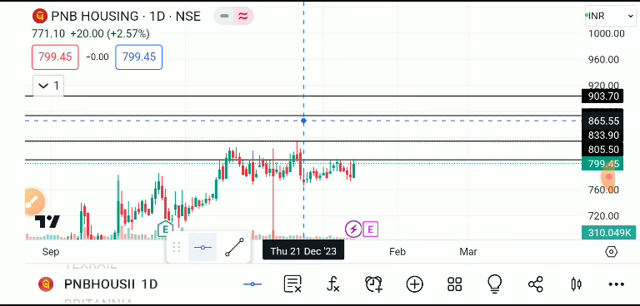 PNB HOUSING · 1D · NSE
INR
771.10 +20.00 (+2.57%)
799.45 −0.00 799.45
1
1000.00
960.00
920.00
903.70
865.55
833.90
805.50
799.45
760.00
720.00
310.049K
E
E
Sep
Thu 21 Dec '23
Feb
Mar
PNBHOUSII 1D
BRITANNIA